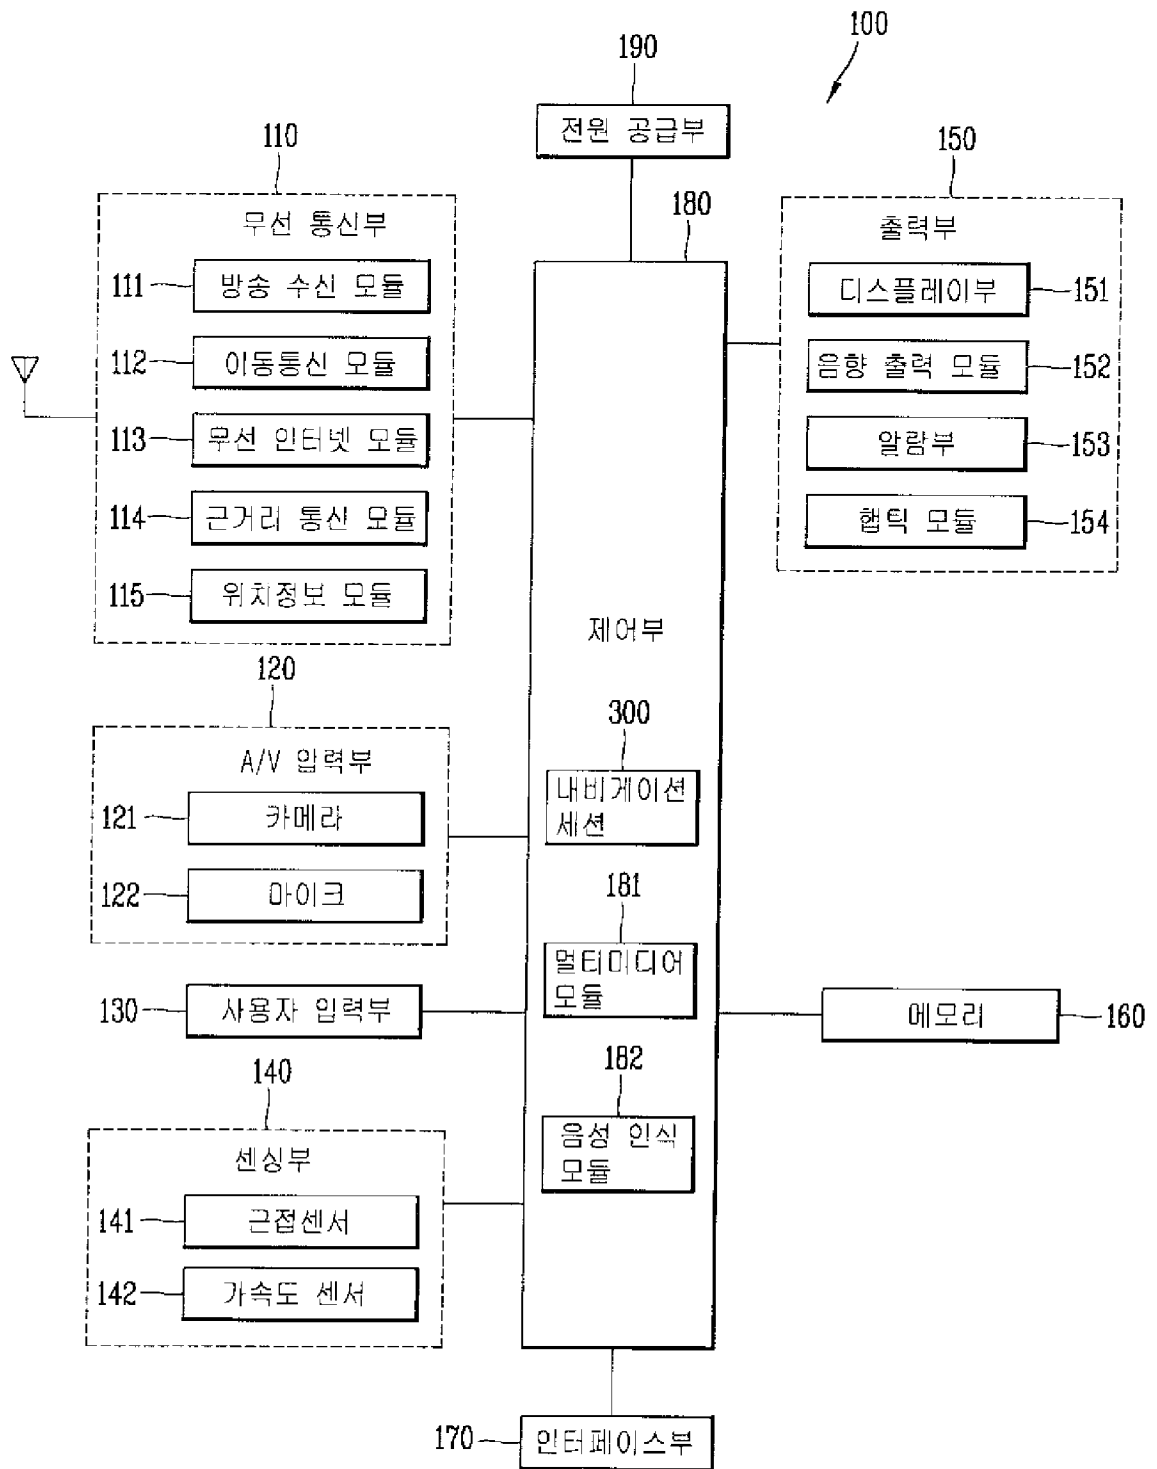 100
190
전원 공급부
110
무선 통신부
111 방송 수신 모듈
112 이동통신 모듈
113 무선 인터넷 모듈
114 근거리 통신 모듈
115 위치정보 모듈
120
A/V 입력부
121 카메라
122 마이크
130 사용자 입력부
140
센싱부
141 근접센서
142 가속도 센서
180
제어부
300
내비게이션
세션
181
멀티미디어
모듈
182
음성 인식
모듈
150
출력부
디스플레이부 151
음향 출력 모듈 152
알람부 153
햅틱 모듈 154
메모리 160
170 인터페이스부